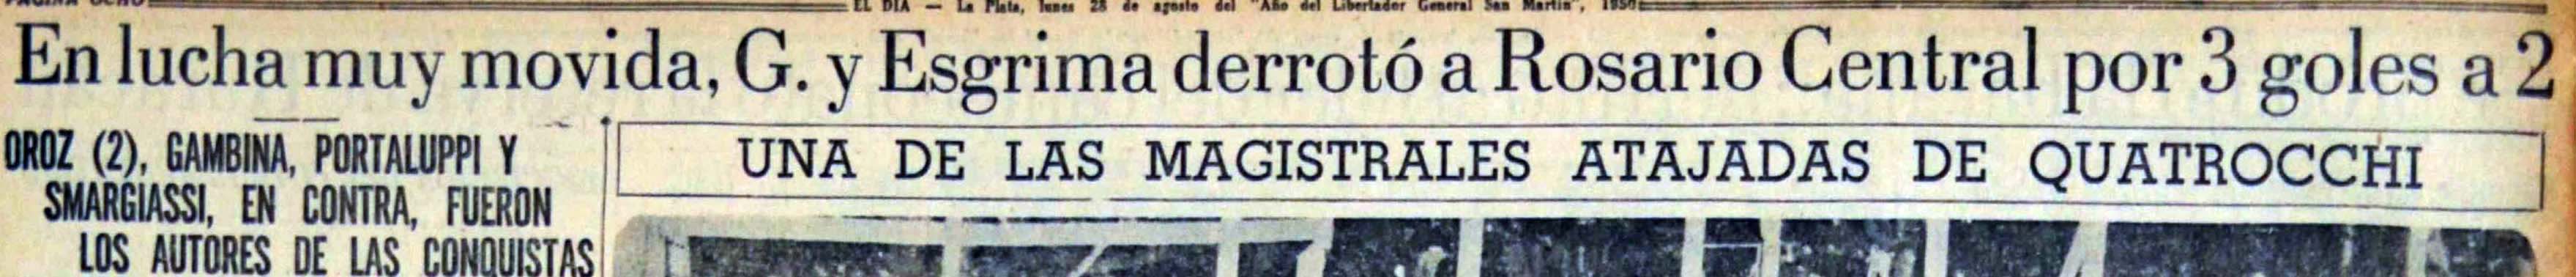 PAGINA OCHO
EL DIA — La Plata, lunes 28 de agosto del "Año del Libertador General San Martín", 1950
En lucha muy movida, G. y Esgrima derrotó a Rosario Central por 3 goles a 2
OROZ (2), GAMBINA, PORTALUPPI Y
SMARGIASSI, EN CONTRA, FUERON
LOS AUTORES DE LAS CONQUISTAS
UNA DE LAS MAGISTRALES ATAJADAS DE QUATROCCHI